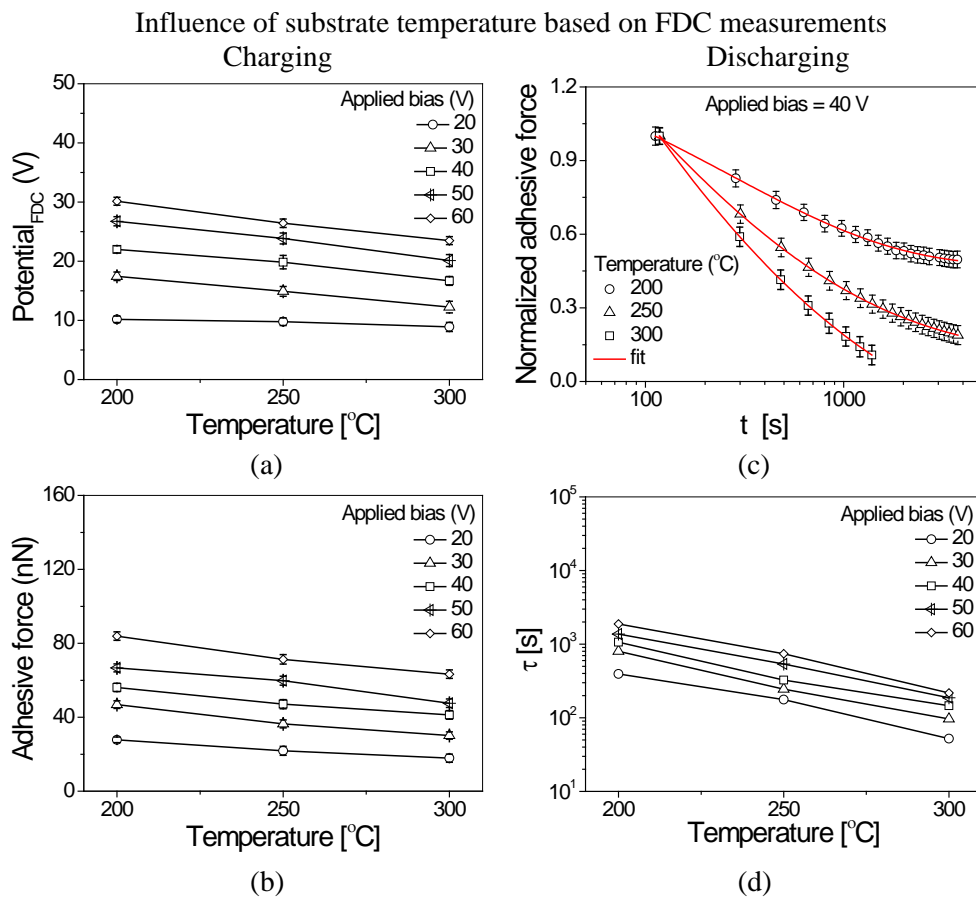 Influence of substrate temperature based on FDC measurements
Charging
Discharging
50
40
30
20
10
0
Potential_FDC (V)
Applied bias (V)
20
30
40
50
60
200
250
300
Temperature [°C]
(a)
1.2
0.9
0.6
0.3
0.0
Normalized adhesive force
Applied bias = 40 V
Temperature (°C)
200
250
300
fit
100
1000
t [s]
(c)
160
120
80
40
0
Adhesive force (nN)
Applied bias (V)
20
30
40
50
60
200
250
300
Temperature [°C]
(b)
10^5
10^4
10^3
10^2
10^1
τ [s]
Applied bias (V)
20
30
40
50
60
200
250
300
Temperature [°C]
(d)